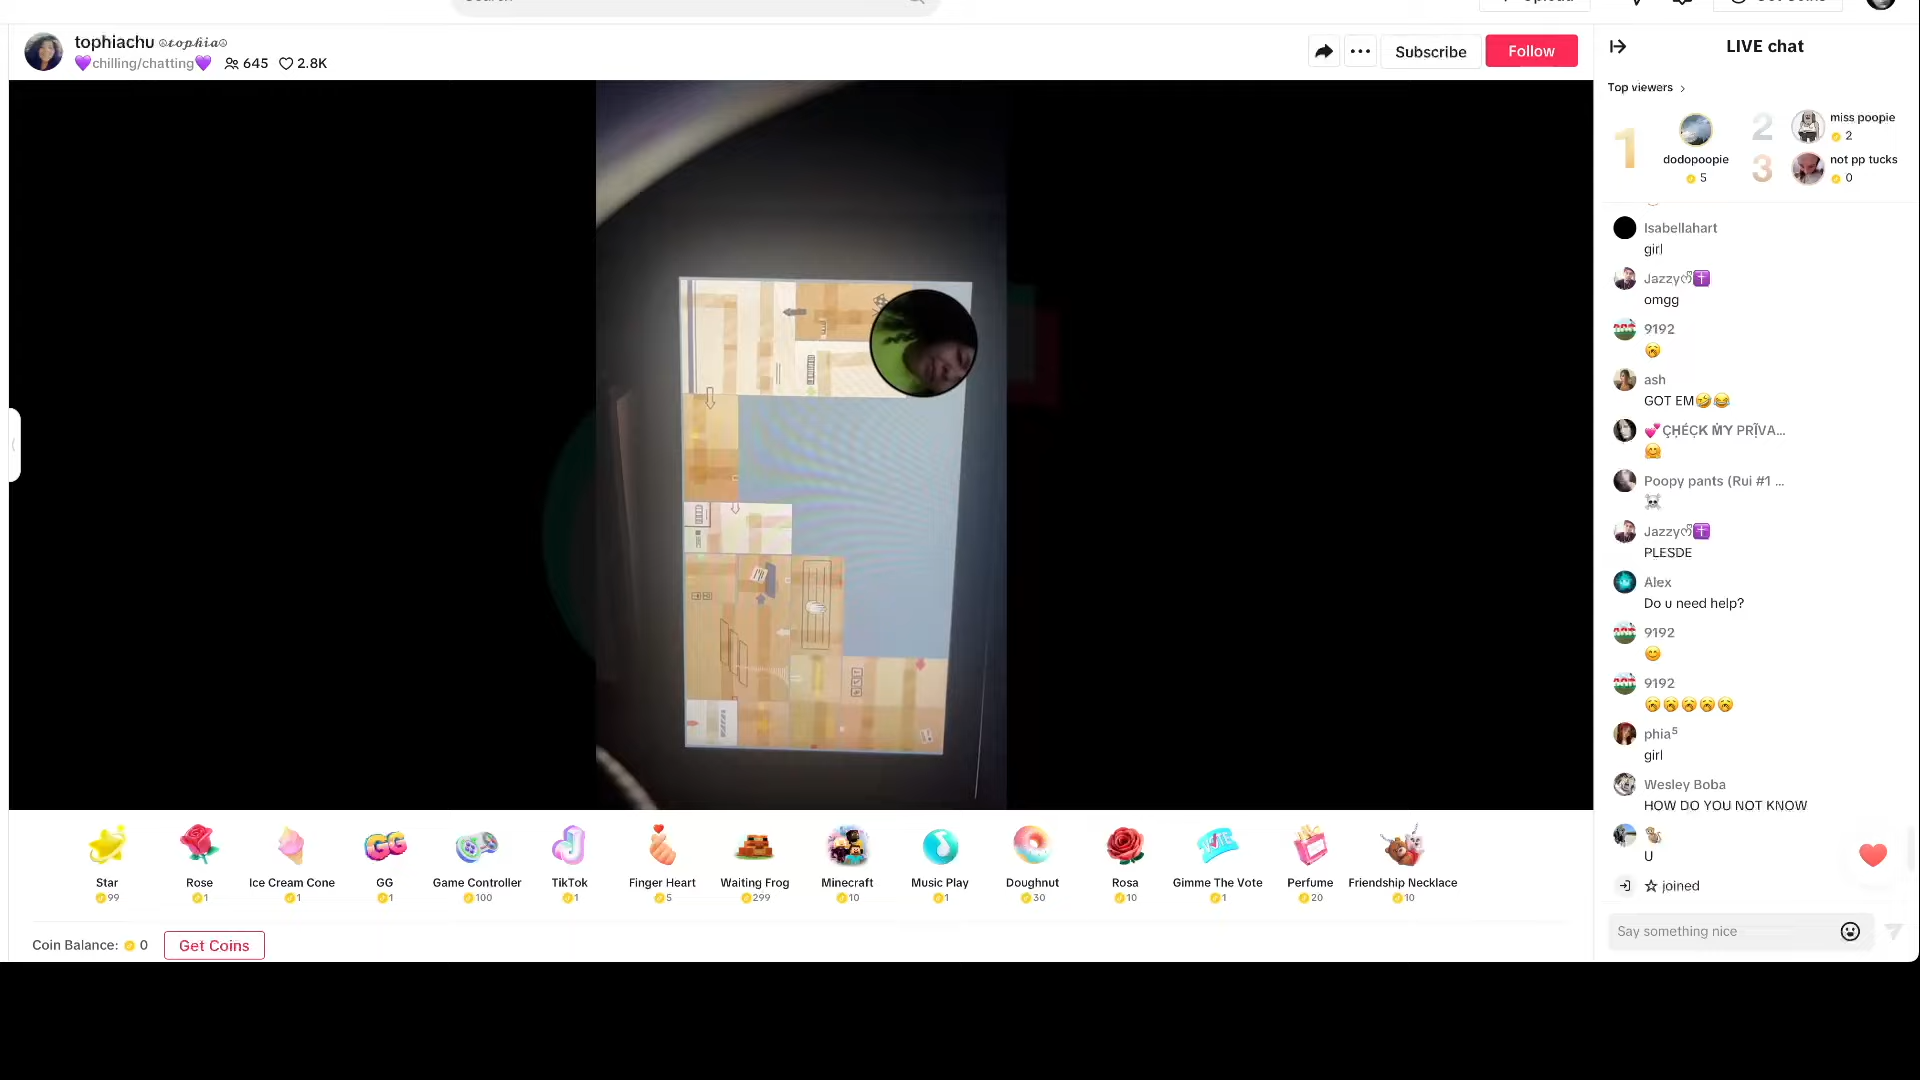 tophiachu ☮𝓽𝓸𝓹𝓱𝓲𝓪☮
💜chilling/chatting💜 645 2.8K
Subscribe
Follow
LIVE chat
Top viewers
1
dodopoopie
5
2
miss poopie
2
3
not pp tucks
0
Isabellahart
girl
Jazzy
omgg
9192
🥱
ash
GOT EM🤣😂
🤗
Poopy pants (Rui #1 ...
☠️
Jazzy
PLESDE
Alex
Do u need help?
9192
😊
9192
🥱🥱🥱🥱🥱
phia⁵
girl
Wesley Boba
HOW DO YOU NOT KNOW
🐒
U
☆ joined
Say something nice
Star
99
Rose
1
Ice Cream Cone
1
GG
1
Game Controller
100
TikTok
1
Finger Heart
5
Waiting Frog
299
Minecraft
10
Music Play
1
Doughnut
30
Rosa
10
Gimme The Vote
1
Perfume
20
Friendship Necklace
10
Coin Balance: 0
Get Coins